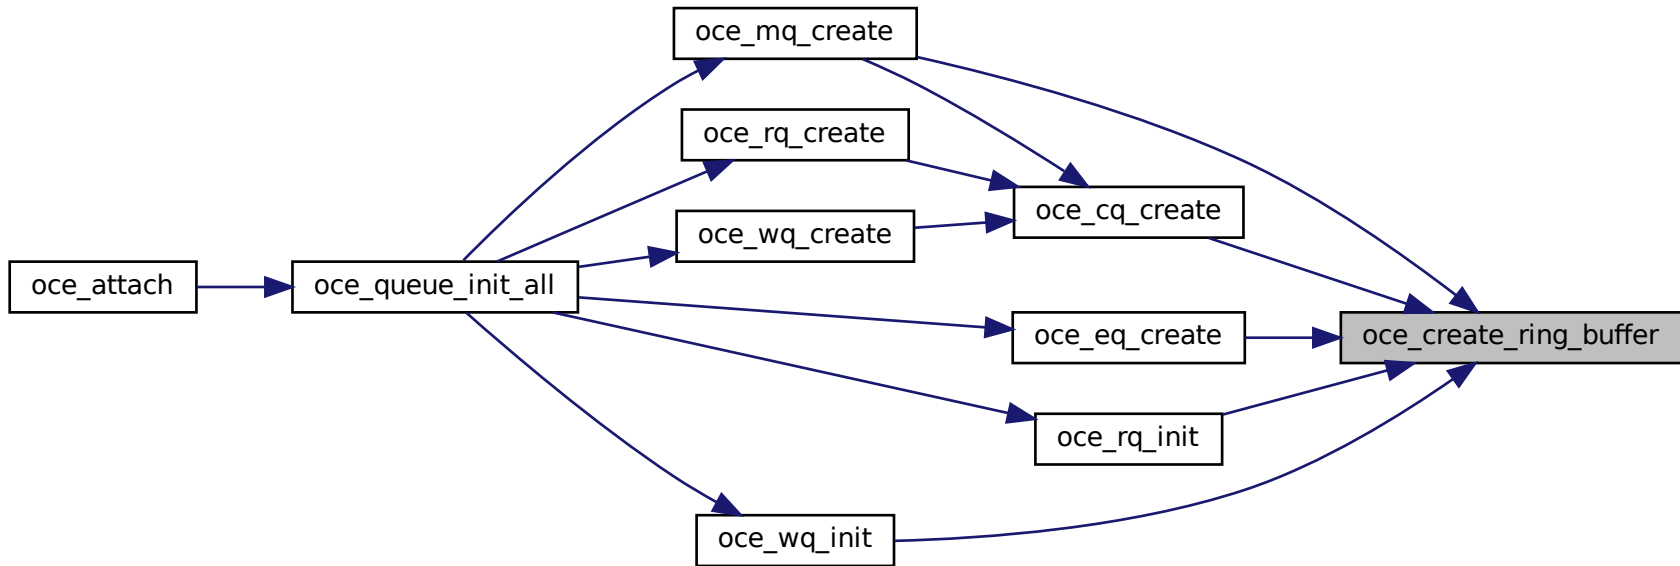 oce_mq_create
oce_rq_create
oce_cq_create
oce_wq_create
oce_attach
oce_queue_init_all
oce_eq_create
oce_create_ring_buffer
oce_rq_init
oce_wq_init